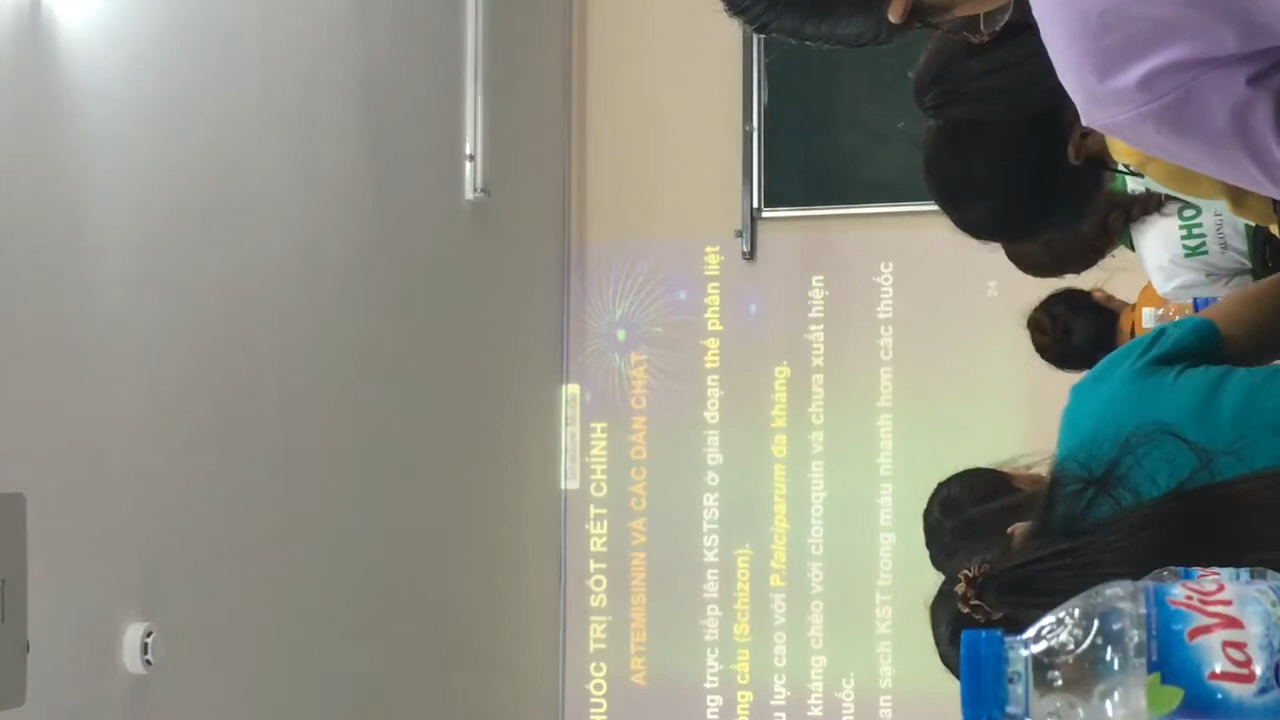 HUỐC TRỊ SỐT RÉT CHÍNH
ARTEMISININ VÀ CÁC DẪN CHẤT
ng trực tiếp lên KSTSR ở giai đoạn thể phân liệt
ồng cầu (Schizon).
u lực cao với P.falciparum đa kháng.
kháng chéo với cloroquin và chưa xuất hiện
huốc.
an sạch KST trong máu nhanh hơn các thuốc
24
KHO
LaVie